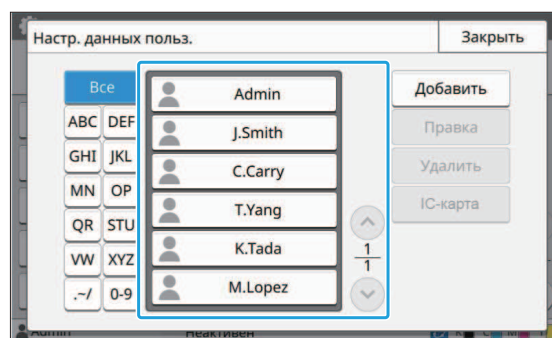 Настр. данных польз.
Закрыть
Все
ABC DEF
GHI JKL
MN OP
QR STU
VW XYZ
.~/ 0-9
Admin
J.Smith
C.Carry
T.Yang
K.Tada
M.Lopez
1
1
Добавить
Правка
Удалить
IC-карта
Admin
Неактивен